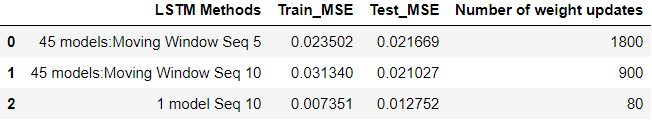 LSTM Methods Train_MSE Test_MSE Number of weight updates
0 45 models:Moving Window Seq 5 0.023502 0.021669 1800
1 45 models:Moving Window Seq 10 0.031340 0.021027 900
2 1 model Seq 10 0.007351 0.012752 80